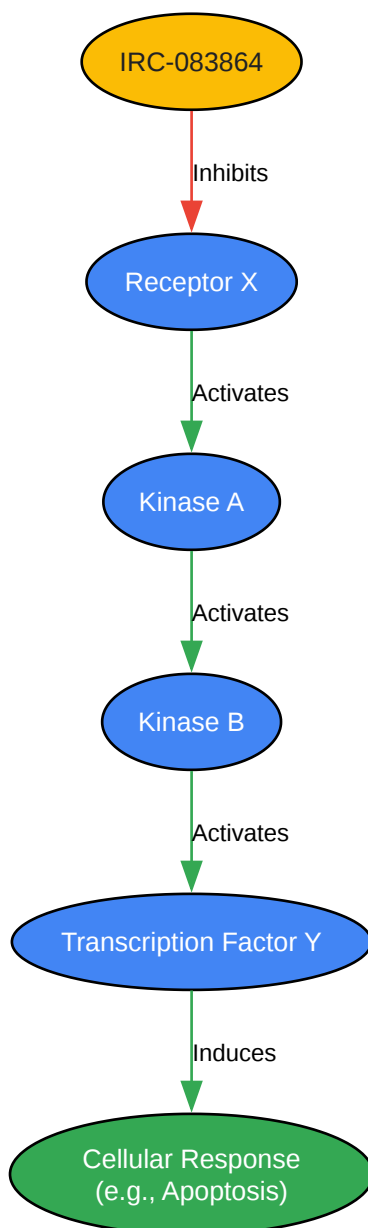 IRC-083864
Inhibits
Receptor X
Activates
Kinase A
Activates
Kinase B
Activates
Transcription Factor Y
Induces
Cellular Response
(e.g., Apoptosis)